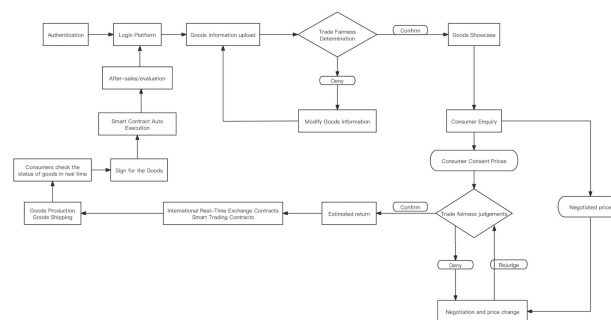 Authentication
Login Platform
Goods information upload
Trade Fairness
Determination
Confirm
Goods Showcase
Deny
Modify Goods information
After-sales/evaluation
Smart Contract Auto
Execution
Sign for the Goods
Consumers check the
status of goods in real time
Goods Production
Goods Shipping
International Real-Time Exchange Contracts
Smart Trading Contracts
Estimated return
Confirm
Trade fairness judgements
Consumer Enquiry
Consumer Consent Prices
Negotiated price
Deny
Rejudge
Negotiation and price change